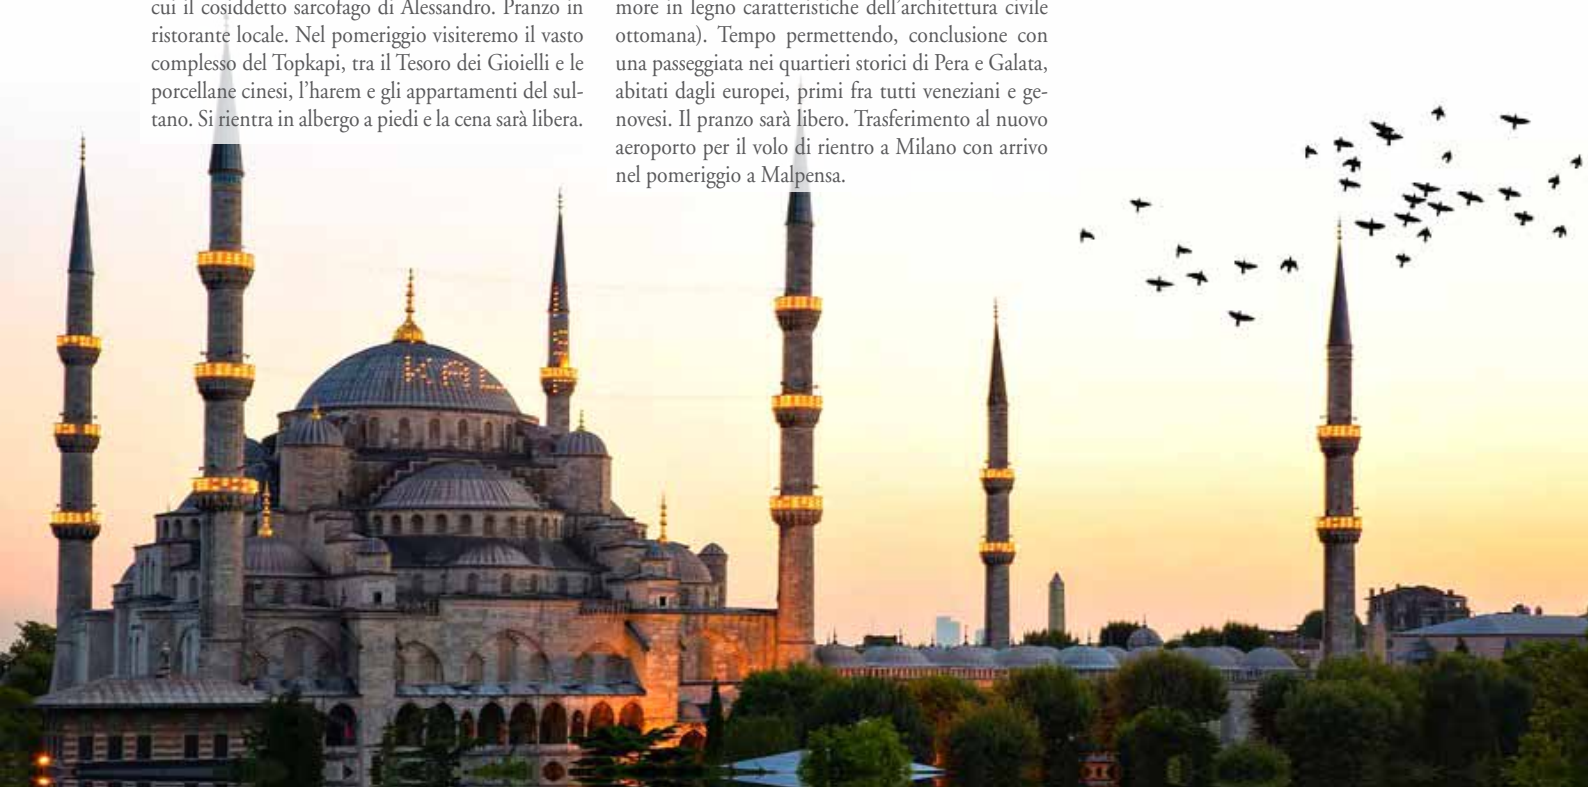 cui il cosiddetto sarcofago di Alessandro. Pranzo in
ristorante locale. Nel pomeriggio visiteremo il vasto
complesso del Topkapi, tra il Tesoro dei Gioielli e le
porcellane cinesi, l'harem e gli appartamenti del sul-
tano. Si rientra in albergo a piedi e la cena sarà libera.
more in legno caratteristiche dell'architettura civile
ottomana). Tempo permettendo, conclusione con
una passeggiata nei quartieri storici di Pera e Galata,
abitati dagli europei, primi fra tutti veneziani e ge-
novesi. Il pranzo sarà libero. Trasferimento al nuovo
aeroporto per il volo di rientro a Milano con arrivo
nel pomeriggio a Malpensa.
KAL